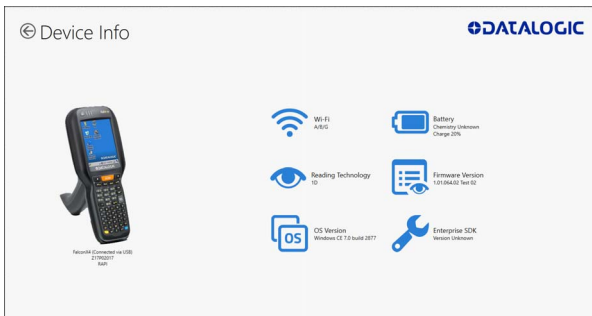 Device Info
DATALOGIC
Wi-Fi
A/B/G
Battery
Chemistry Unknown
Charge 20%
Reading Technology
1D
Firmware Version
1.01.064.02 Test 02
OS
OS Version
Windows CE 7.0 build 2877
Enterprise SDK
Version Unknown
FalconX4 (Connected via USB)
Z17P02017
RAPI